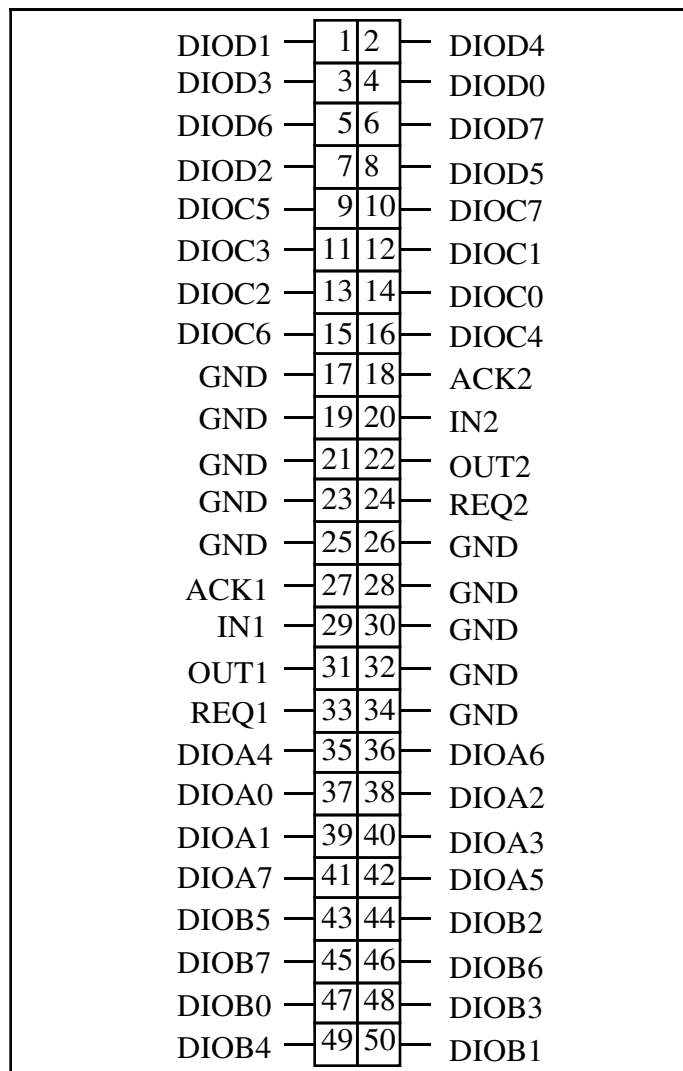 DIOD1 1 2 DIOD4
DIOD3 3 4 DIOD0
DIOD6 5 6 DIOD7
DIOD2 7 8 DIOD5
DIOC5 9 10 DIOC7
DIOC3 11 12 DIOC1
DIOC2 13 14 DIOC0
DIOC6 15 16 DIOC4
GND 17 18 ACK2
GND 19 20 IN2
GND 21 22 OUT2
GND 23 24 REQ2
GND 25 26 GND
ACK1 27 28 GND
IN1 29 30 GND
OUT1 31 32 GND
REQ1 33 34 GND
DIOA4 35 36 DIOA6
DIOA0 37 38 DIOA2
DIOA1 39 40 DIOA3
DIOA7 41 42 DIOA5
DIOB5 43 44 DIOB2
DIOB7 45 46 DIOB6
DIOB0 47 48 DIOB3
DIOB4 49 50 DIOB1